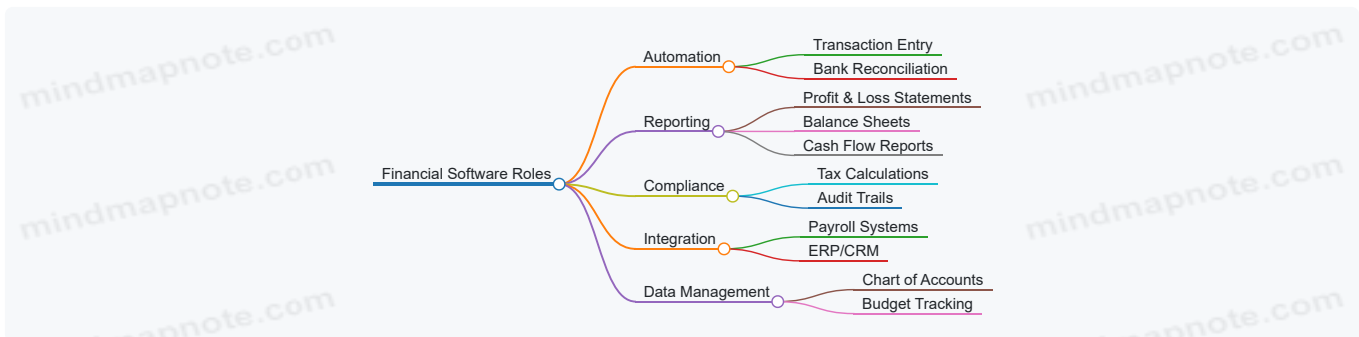 mindmapnote.com
mindmapnote.com
Financial Software Roles
Automation
Transaction Entry
Bank Reconciliation
Reporting
Profit & Loss Statements
Balance Sheets
Cash Flow Reports
Compliance
Tax Calculations
Audit Trails
Integration
Payroll Systems
ERP/CRM
Data Management
Chart of Accounts
Budget Tracking
mindmapnote.com
mindmapnote.com
mindmapnote.com
mindmapnote.com